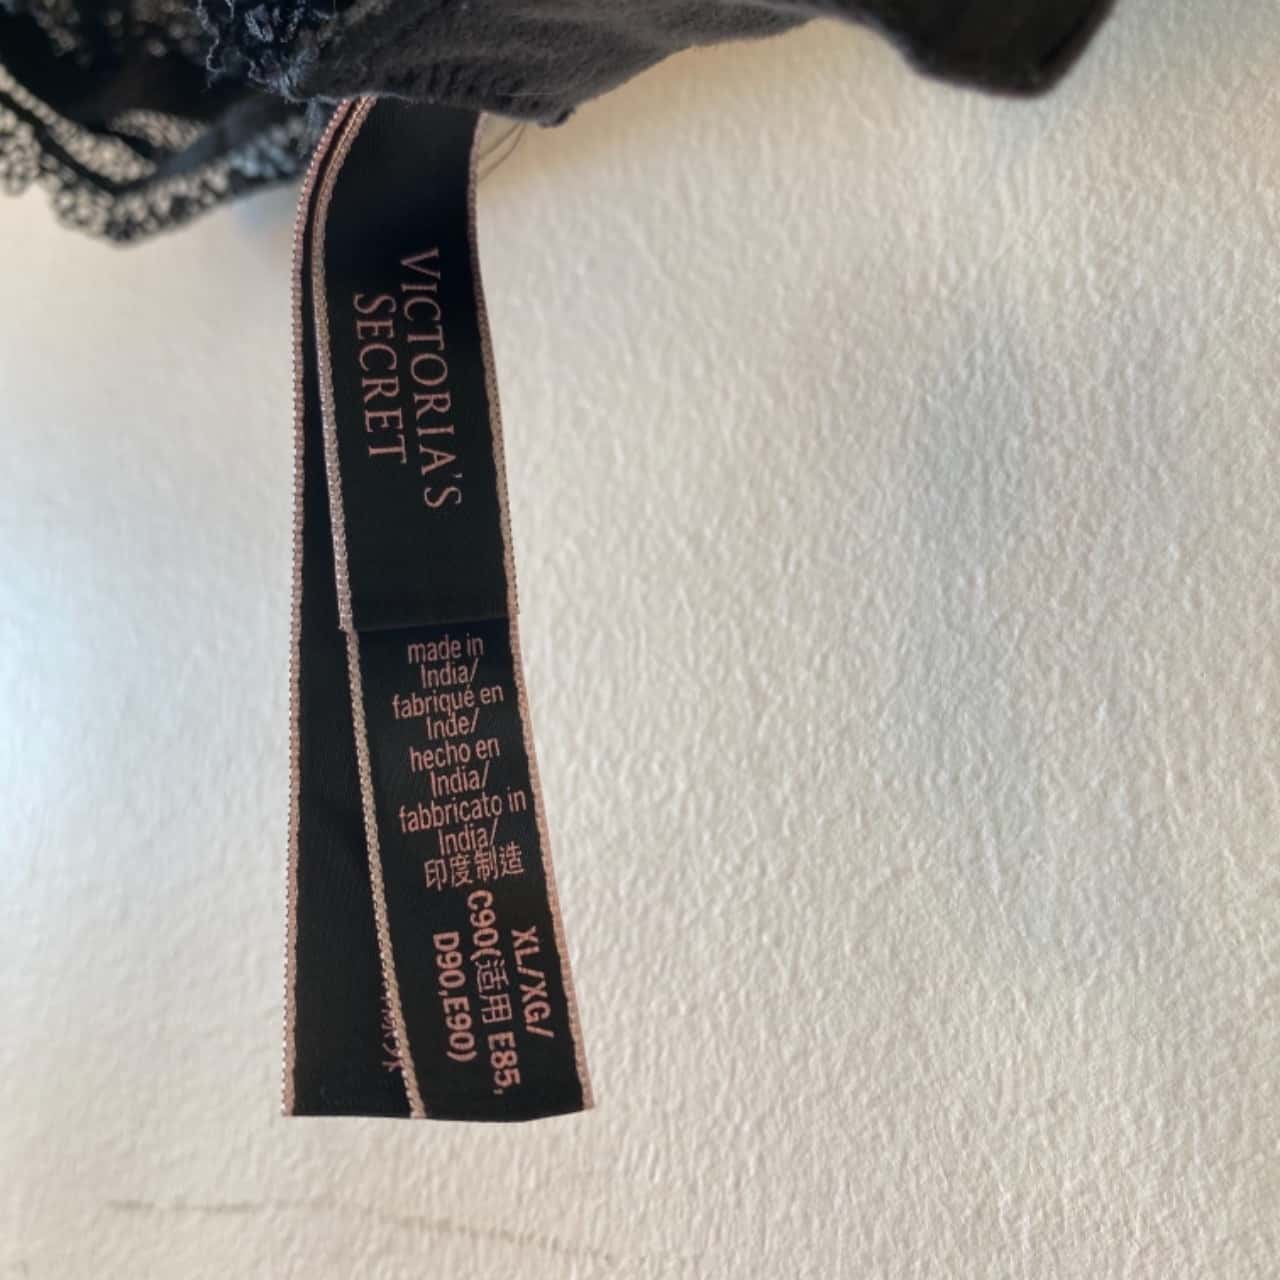 VICTORIA'S
SECRET
made in
India/
fabriqué en
Inde/
hecho en
India/
fabbricato in
India/
印度制造
XL/XG/
C90(适用 E85,
D90,E90)